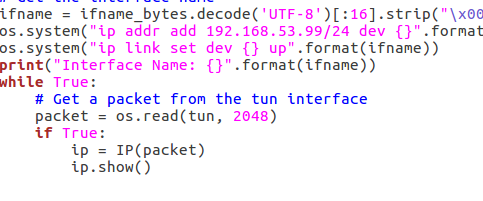 ifname = ifname_bytes.decode('UTF-8')[:16].strip("\x00
os.system("ip addr add 192.168.53.99/24 dev {}".format
os.system("ip link set dev {} up".format(ifname))
print("Interface Name: {}".format(ifname))
while True:
    # Get a packet from the tun interface
    packet = os.read(tun, 2048)
    if True:
        ip = IP(packet)
        ip.show()